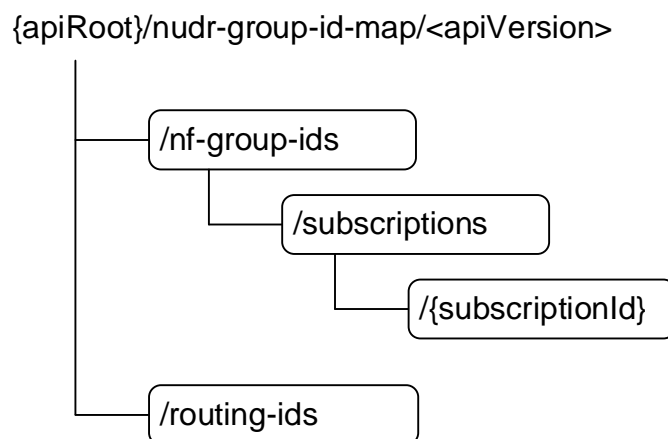 {apiRoot}/nudr-group-id-map/<apiVersion>
/nf-group-ids
/subscriptions
/{subscriptionId}
/routing-ids